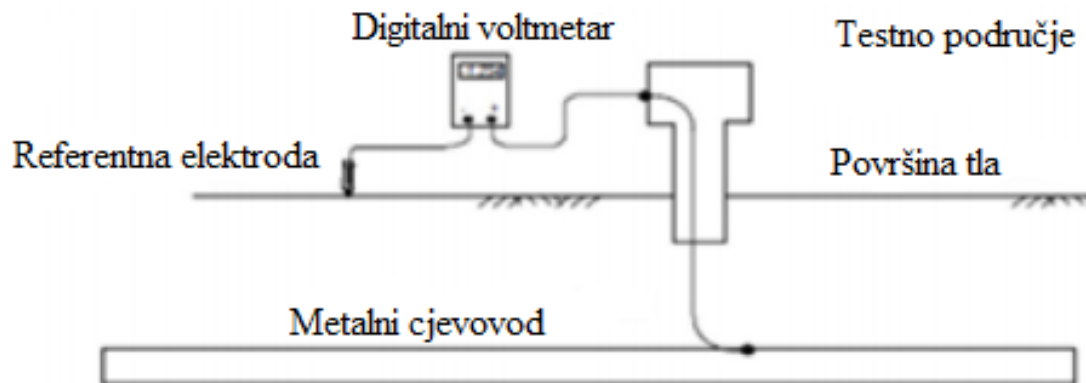 Digitalni voltmetar
Testno područje
Referentna elektroda
Površina tla
Metalni cjevovod